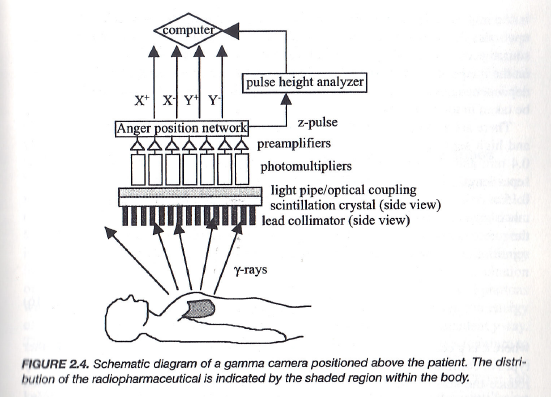 computer
pulse height analyzer
X+ X- Y+ Y-
Anger position network
z-pulse
preamplifiers
photomultipliers
light pipe/optical coupling
scintillation crystal (side view)
lead collimator (side view)
γ-rays
FIGURE 2.4. Schematic diagram of a gamma camera positioned above the patient. The distri-
bution of the radiopharmaceutical is indicated by the shaded region within the body.